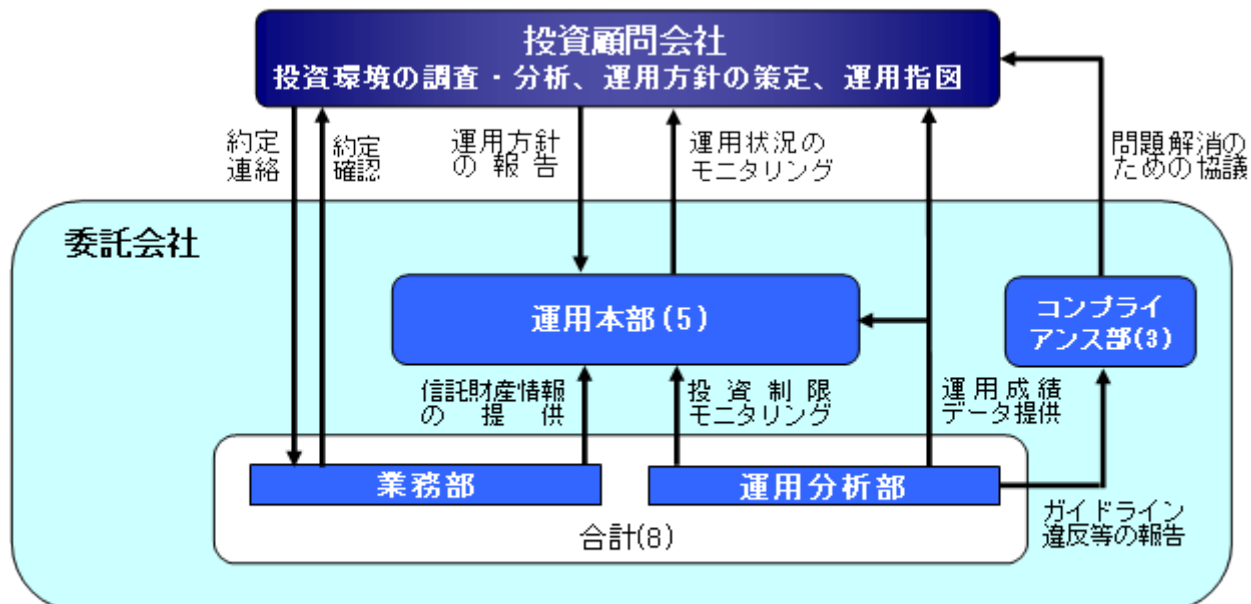 投資顧問会社
投資環境の調査・分析、運用方針の策定、運用指図
約定
連絡
約定
確認
運用方針
の報告
運用状況の
モニタリング
問題解消の
ための協議
委託会社
運用本部(5)
コンプライ
アンス部(3)
信託財産情報
の提供
投資制限
モニタリング
運用成績
データ提供
業務部
運用分析部
合計(8)
ガイドライン
違反等の報告